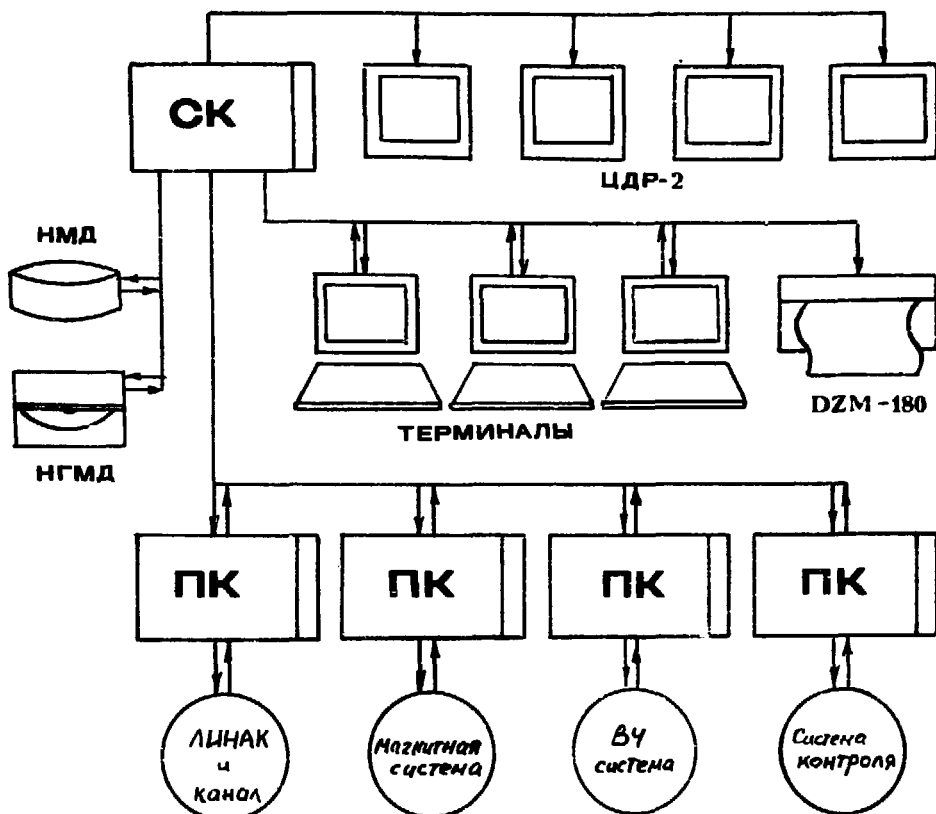 СК
ЦДР-2
НМД
НГМД
ТЕРМИНАЛЫ
DZM-180
ПК
ПК
ПК
ПК
ЛИНАК
и
канал
Магнитная
система
ВЧ
система
Система
контроля